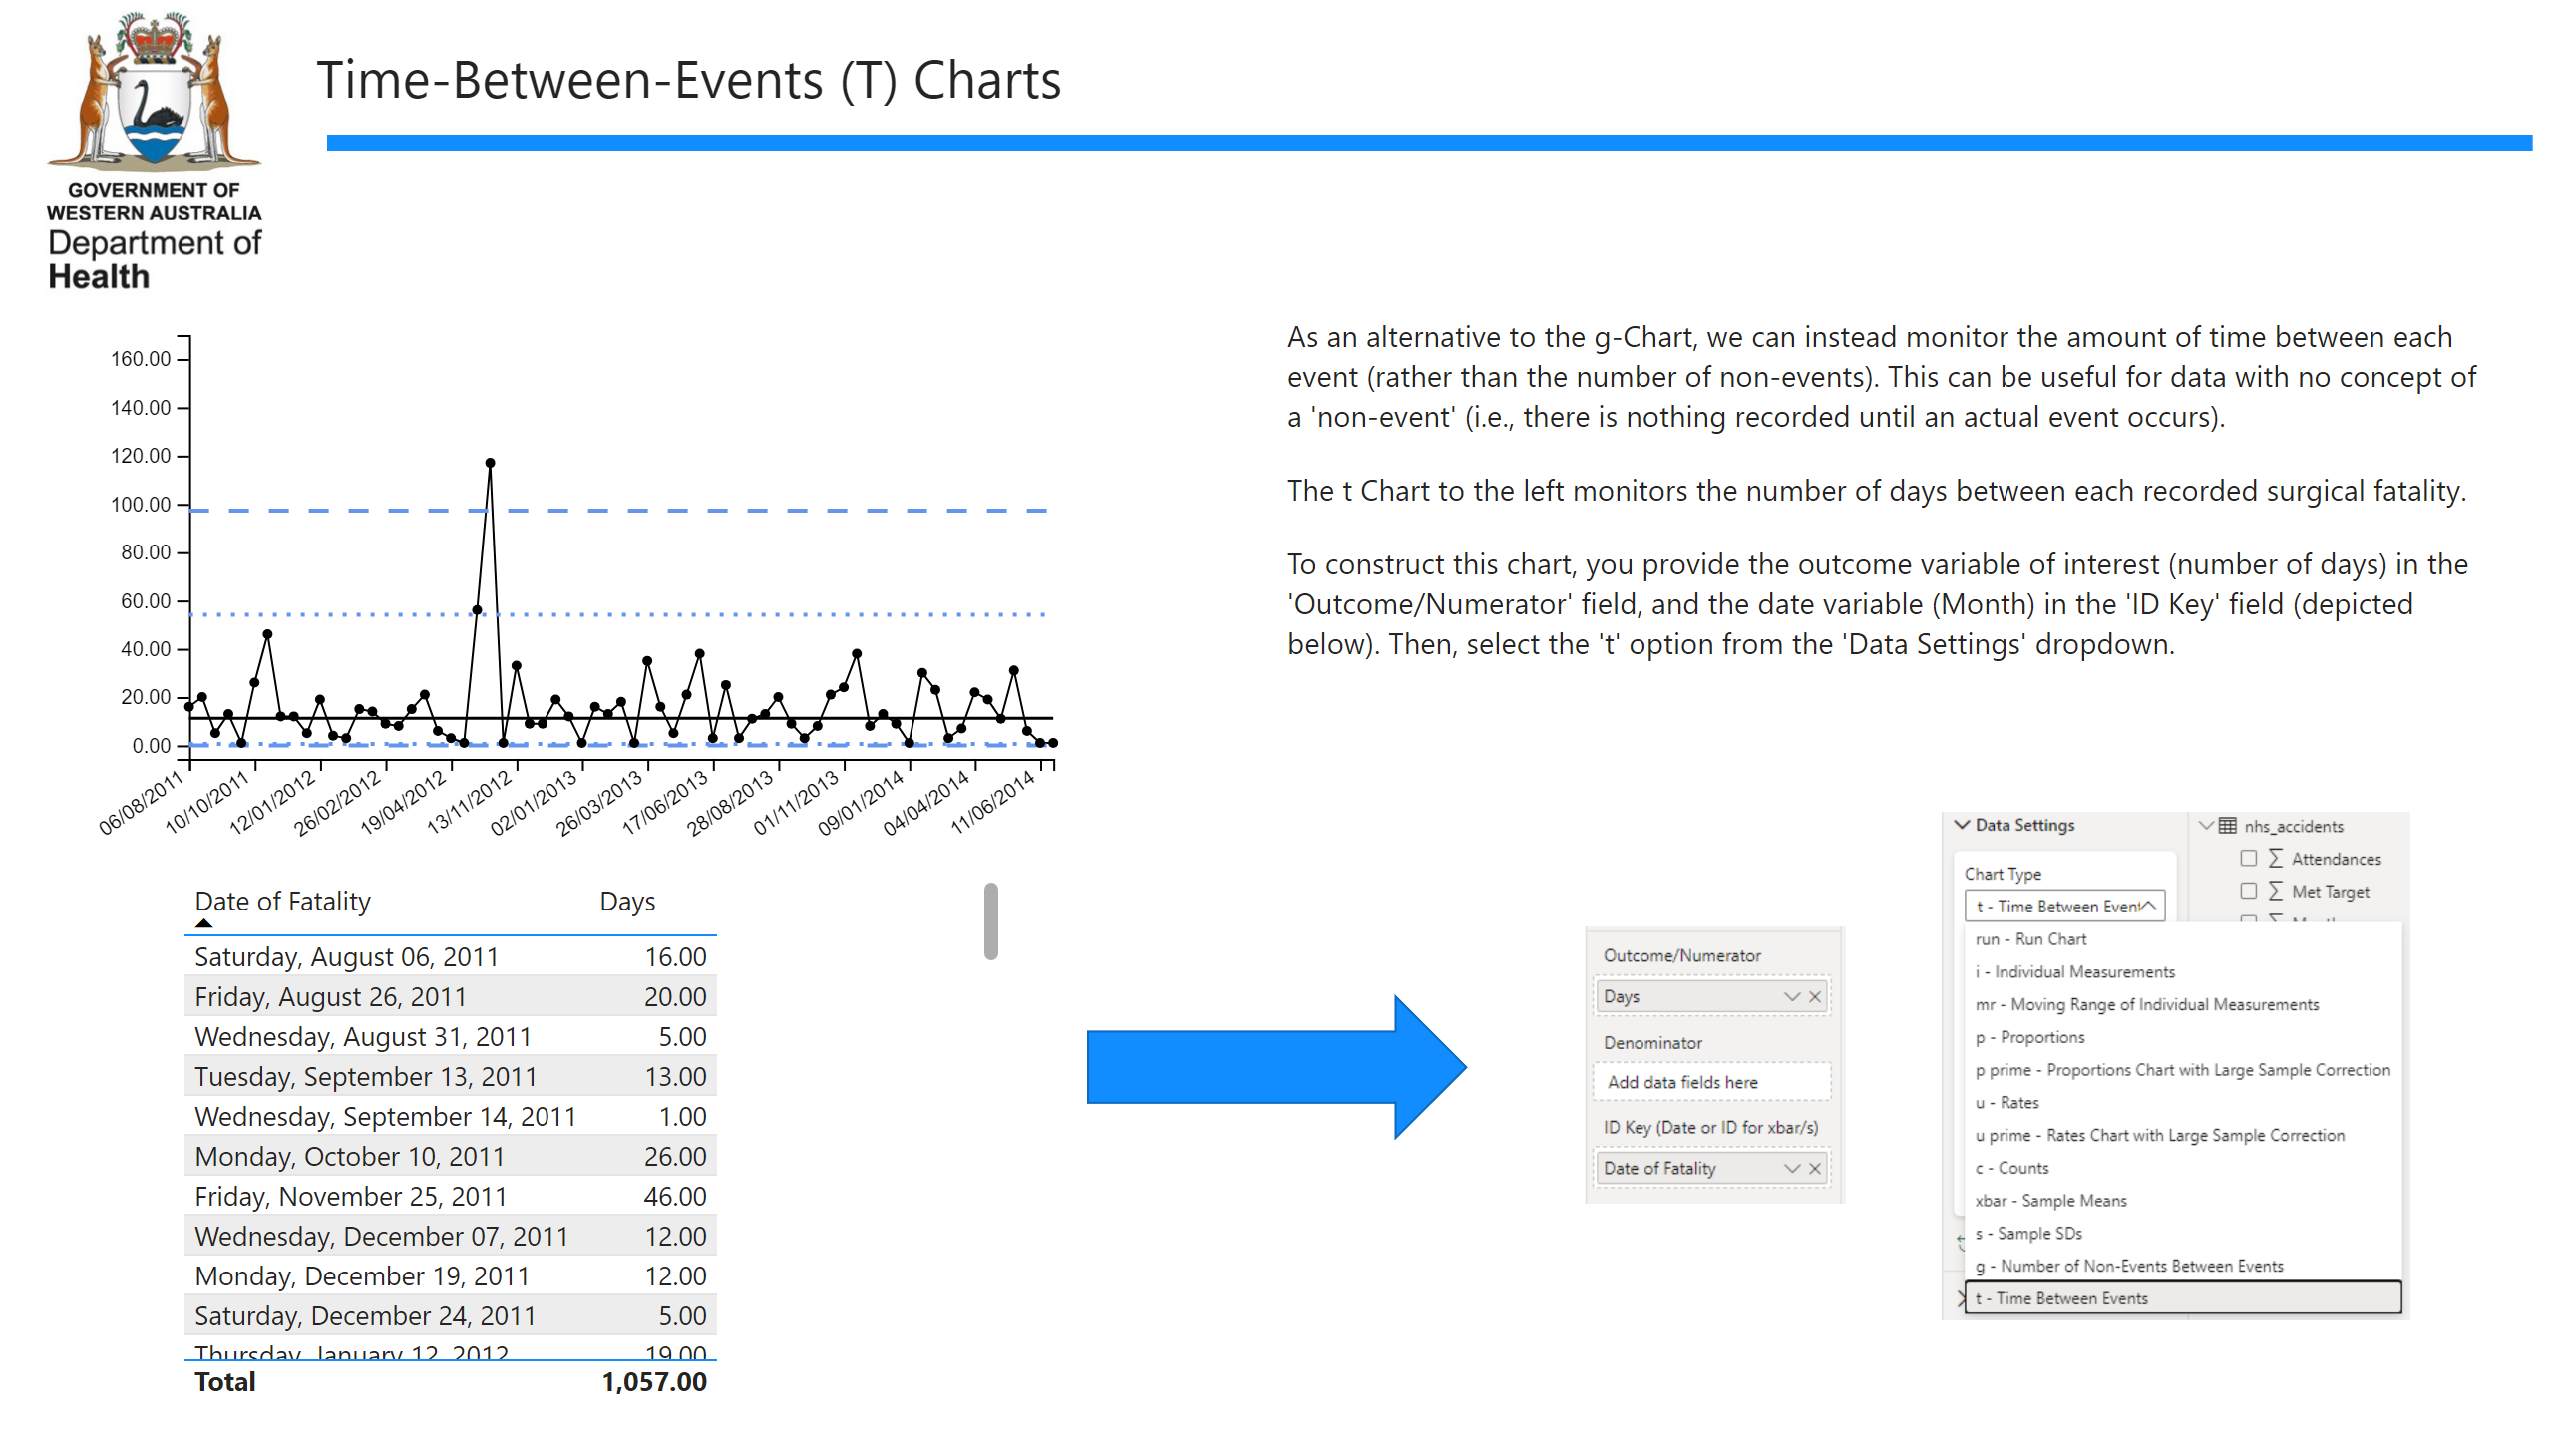 Time-Between-Events (T) Charts
GOVERNMENT OF
WESTERN AUSTRALIA
Department of
Health
160.00
140.00
120.00
100.00
80.00
60.00
40.00
20.00
0.00
06/08/2011
10/10/2011
12/01/2012
26/02/2012
19/04/2012
13/11/2012
02/01/2013
26/03/2013
17/06/2013
28/08/2013
01/11/2013
09/01/2014
04/04/2014
11/06/2014
As an alternative to the g-Chart, we can instead monitor the amount of time between each
event (rather than the number of non-events). This can be useful for data with no concept of
a 'non-event' (i.e., there is nothing recorded until an actual event occurs).
The t Chart to the left monitors the number of days between each recorded surgical fatality.
To construct this chart, you provide the outcome variable of interest (number of days) in the
'Outcome/Numerator' field, and the date variable (Month) in the 'ID Key' field (depicted
below). Then, select the 't' option from the 'Data Settings' dropdown.
Date of Fatality Days
Saturday, August 06, 2011 16.00
Friday, August 26, 2011 20.00
Wednesday, August 31, 2011 5.00
Tuesday, September 13, 2011 13.00
Wednesday, September 14, 2011 1.00
Monday, October 10, 2011 26.00
Friday, November 25, 2011 46.00
Wednesday, December 07, 2011 12.00
Monday, December 19, 2011 12.00
Saturday, December 24, 2011 5.00
Thursday, January 12, 2012 19.00
Total 1,057.00
Outcome/Numerator
Days
Denominator
Add data fields here
ID Key (Date or ID for xbar/s)
Date of Fatality
Data Settings
Chart Type
t - Time Between Event
nhs_accidents
Attendances
Met Target
run - Run Chart
i - Individual Measurements
mr - Moving Range of Individual Measurements
p - Proportions
p prime - Proportions Chart with Large Sample Correction
u - Rates
u prime - Rates Chart with Large Sample Correction
c - Counts
xbar - Sample Means
s - Sample SDs
g - Number of Non-Events Between Events
t - Time Between Events